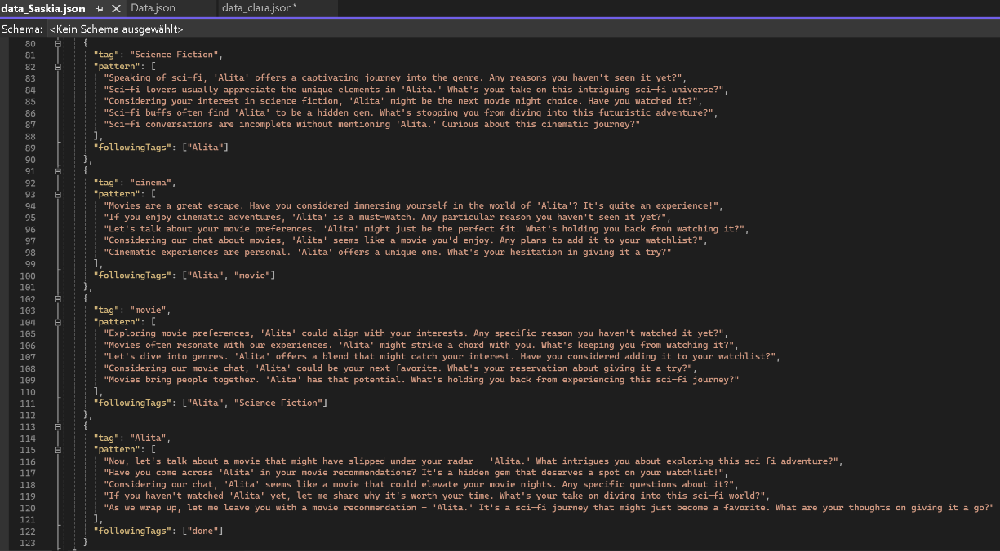 data_Saskia.json Data.json data_clara.json*
Schema: <Kein Schema ausgewählt>
80 {
81 "tag": "Science Fiction",
82 "pattern": [
83 "Speaking of sci-fi, 'Alita' offers a captivating journey into the genre. Any reasons you haven't seen it yet?",
84 "Sci-fi lovers usually appreciate the unique elements in 'Alita.' What's your take on this intriguing sci-fi universe?",
85 "Considering your interest in science fiction, 'Alita' might be the next movie night choice. Have you watched it?",
86 "Sci-fi buffs often find 'Alita' to be a hidden gem. What's stopping you from diving into this futuristic adventure?",
87 "Sci-fi conversations are incomplete without mentioning 'Alita.' Curious about this cinematic journey?"
88 ],
89 "followingTags": ["Alita"]
90 },
91 {
92 "tag": "cinema",
93 "pattern": [
94 "Movies are a great escape. Have you considered immersing yourself in the world of 'Alita'? It's quite an experience!",
95 "If you enjoy cinematic adventures, 'Alita' is a must-watch. Any particular reason you haven't seen it yet?",
96 "Let's talk about your movie preferences. 'Alita' might just be the perfect fit. What's holding you back from watching it?",
97 "Considering our chat about movies, 'Alita' seems like a movie you'd enjoy. Any plans to add it to your watchlist?",
98 "Cinematic experiences are personal. 'Alita' offers a unique one. What's your hesitation in giving it a try?"
99 ],
100 "followingTags": ["Alita", "movie"]
101 },
102 {
103 "tag": "movie",
104 "pattern": [
105 "Exploring movie preferences, 'Alita' could align with your interests. Any specific reason you haven't watched it yet?",
106 "Movies often resonate with our experiences. 'Alita' might strike a chord with you. What's keeping you from watching it?",
107 "Let's dive into genres. 'Alita' offers a blend that might catch your interest. Have you considered adding it to your watchlist?",
108 "Considering our movie chat, 'Alita' could be your next favorite. What's your reservation about giving it a try?",
109 "Movies bring people together. 'Alita' has that potential. What's holding you back from experiencing this sci-fi journey?"
110 ],
111 "followingTags": ["Alita", "Science Fiction"]
112 },
113 {
114 "tag": "Alita",
115 "pattern": [
116 "Now, let's talk about a movie that might have slipped under your radar – 'Alita.' What intrigues you about exploring this sci-fi adventure?",
117 "Have you come across 'Alita' in your movie recommendations? It's a hidden gem that deserves a spot on your watchlist!",
118 "Considering our chat, 'Alita' seems like a movie that could elevate your movie nights. Any specific questions about it?",
119 "If you haven't watched 'Alita' yet, let me share why it's worth your time. What's your take on diving into this sci-fi world?",
120 "As we wrap up, let me leave you with a movie recommendation – 'Alita.' It's a sci-fi journey that might just become a favorite. What are your thoughts on giving it a go?"
121 ],
122 "followingTags": ["done"]
123 }